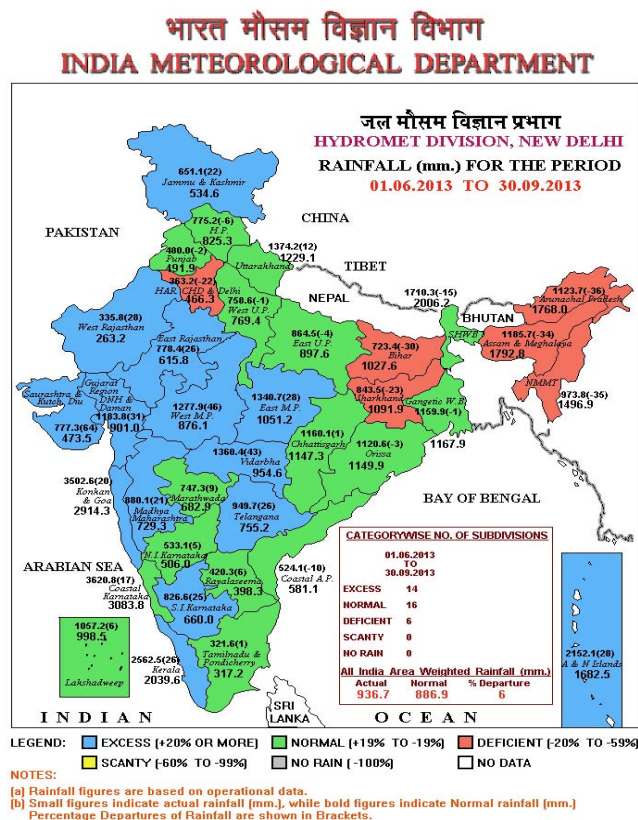 भारत मौसम विज्ञान विभाग
INDIA METEOROLOGICAL DEPARTMENT
जल मौसम विज्ञान प्रभाग
HYDROMET DIVISION, NEW DELHI
RAINFALL (mm.) FOR THE PERIOD
01.06.2013 TO 30.09.2013
651.1(22)
Jammu & Kashmir
534.6
775.2(-6)
H.P.
825.3
CHINA
PAKISTAN
480.0(-2)
Punjab
491.9
1374.2(12)
1229.1
Uttarakhand
TIBET
363.2(-22)
HAR. CHD & Delhi
466.3
NEPAL
758.6(-1)
West U.P.
769.4
1710.3(-15)
2006.2
BHUTAN
SHWB
1123.7(-36)
Arunachal Pradesh
1768.0
335.8(28)
West Rajasthan
263.2
East Rajasthan
778.4(26)
615.8
864.5(-4)
East U.P.
897.6
723.4(-30)
Bihar
1027.6
1185.7(-34)
Assam & Meghalaya
1792.8
NMMT
973.8(-35)
1496.9
Saurashtra &
Kutch, Diu
777.3(64)
473.5
Gujarat
Region
DNH &
Daman
1183.8(31)
901.0
1277.9(46)
West M.P.
876.1
1340.7(28)
East M.P.
1051.2
843.5(-23)
Jharkhand
1091.9
Gangetic W.B.
1159.9(-1)
1167.9
1160.1(1)
Chhattisgarh
1147.3
1120.6(-3)
Orissa
1149.9
1360.4(43)
Vidarbha
954.6
3502.6(20)
Konkan
& Goa
2914.3
880.1(21)
Madhya
Maharashtra
729.3
747.3(9)
Marathwada
682.9
949.7(26)
Telangana
755.2
BAY OF BENGAL
ARABIAN SEA
533.1(5)
N.I.Karnataka
506.0
420.3(6)
Rayalaseema
398.3
524.1(-10)
Coastal A.P.
581.1
3620.8(17)
Coastal
Karnataka
3083.8
826.6(25)
S.I.Karnataka
660.0
1057.2(6)
998.5
Lakshadweep
2562.5(26)
Kerala
2039.6
321.6(1)
Tamilnadu &
Pondicherry
317.2
2152.1(28)
A & N Islands
1682.5
CATEGORYWISE NO. OF SUBDIVISIONS
01.06.2013
TO
30.09.2013
EXCESS 14
NORMAL 16
DEFICIENT 6
SCANTY 0
NO RAIN 0
All India Area Weighted Rainfall (mm.)
Actual Normal % Departure
936.7 886.9 6
SRI
LANKA
INDIAN OCEAN
LEGEND: EXCESS (+20% OR MORE) NORMAL (+19% TO -19%) DEFICIENT (-20% TO -59%)
SCANTY (-60% TO -99%) NO RAIN (-100%) NO DATA
NOTES:
(a) Rainfall figures are based on operational data.
(b) Small figures indicate actual rainfall (mm.), while bold figures indicate Normal rainfall (mm.)
Percentage Departures of Rainfall are shown in Brackets.